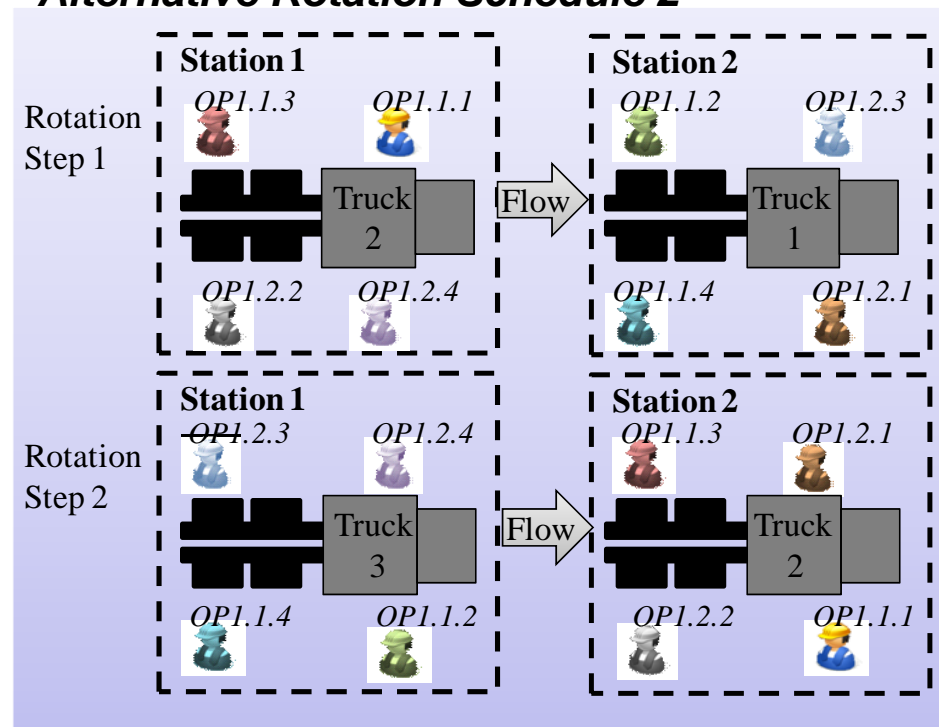 Alternative Rotation Schedule 2
Station 1
Station 2
OP1.1.3 OP1.1.1
OP1.1.2 OP1.2.3
Rotation
Step 1
Truck
2
Flow
Truck
1
OP1.2.2 OP1.2.4
OP1.1.4 OP1.2.1
Station 1
Station 2
OP1.2.3 OP1.2.4
OP1.1.3 OP1.2.1
Rotation
Step 2
Truck
3
Flow
Truck
2
OP1.1.4 OP1.1.2
OP1.2.2 OP1.1.1